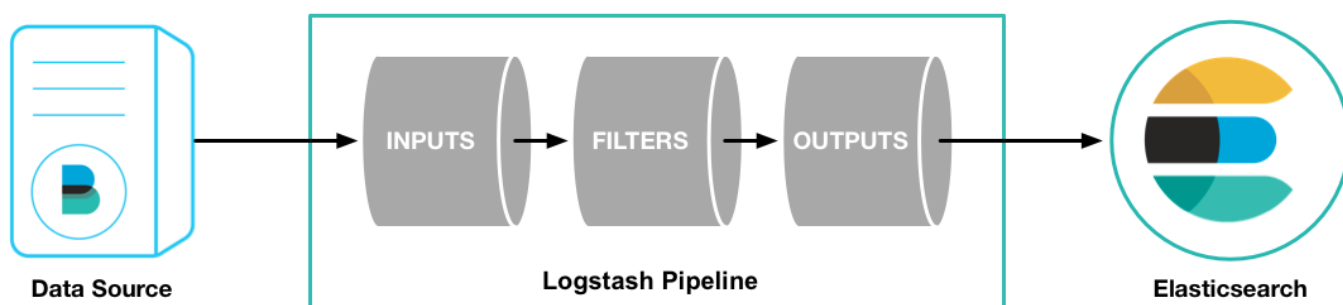 INPUTS
FILTERS
OUTPUTS
Data Source
Logstash Pipeline
Elasticsearch